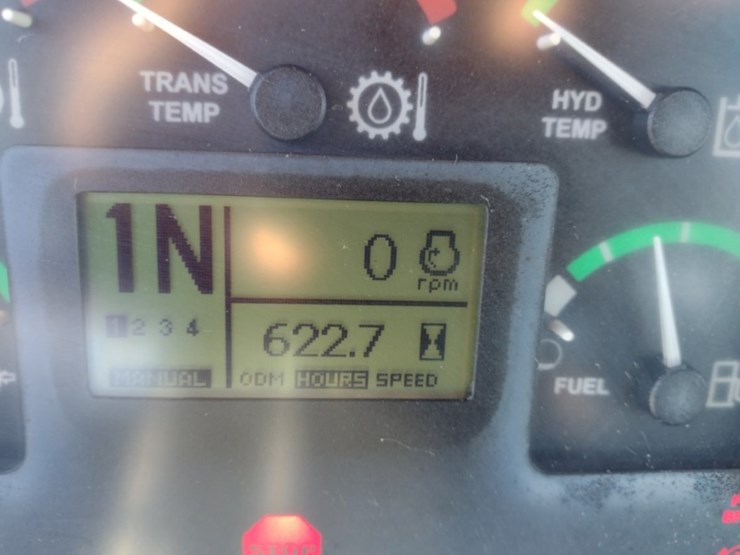 TRANS
TEMP
HYD
TEMP
1N
0
rpm
1 2 3 4
622.7
MANUAL
ODM HOURS SPEED
FUEL